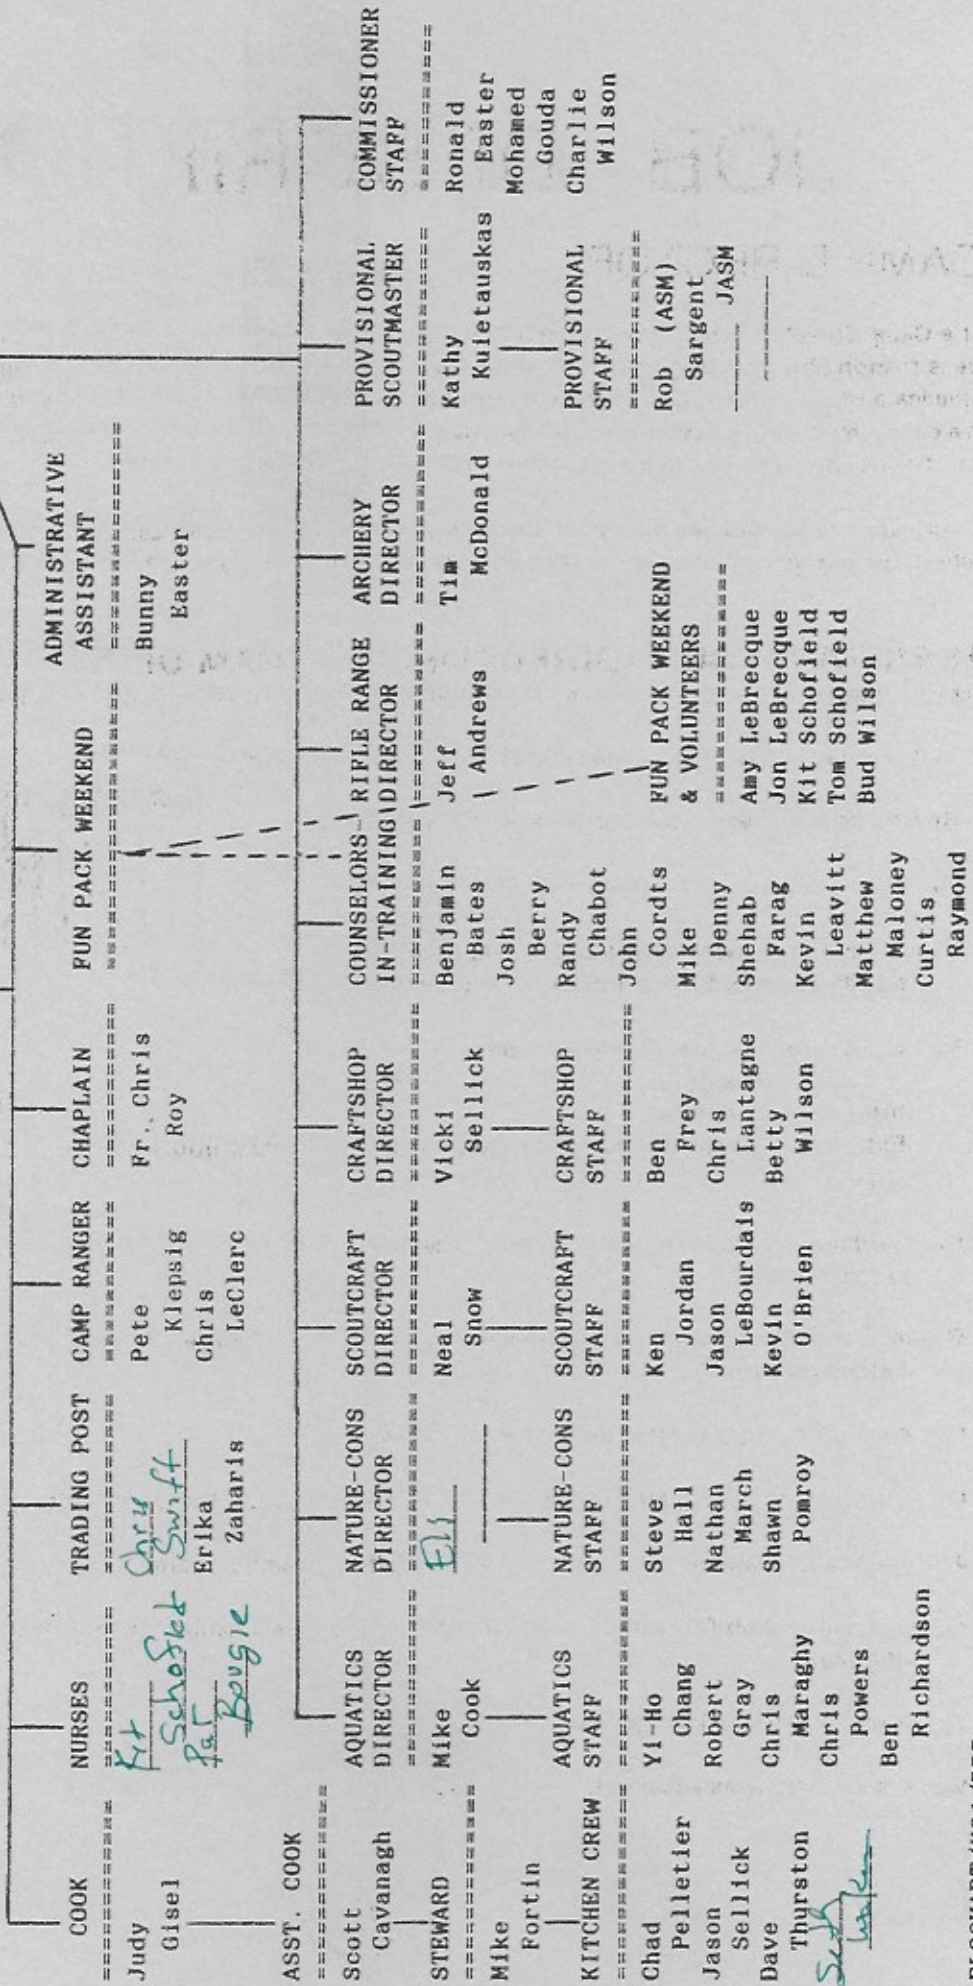 COOK
==========
Judy
Gisel
ASST. COOK
==========
Scott
Cavanagh
STEWARD
==========
Mike
Fortin
KITCHEN CREW
==========
Chad
Pelletier
Jason
Sellick
Dave
Thurston
Seth
NURSES
==========
Kit
Schofield
Pat
Bougie
TRADING POST
==========
Chris
Swift
Erika
Zaharis
CAMP RANGER
==========
Pete
Klepsig
Chris
LeClerc
CHAPLAIN
==========
Fr. Chris
Roy
FUN PACK WEEKEND
==========
ADMINISTRATIVE
ASSISTANT
==========
Bunny
Easter
AQUATICS
DIRECTOR
==========
Mike
Cook
AQUATICS
STAFF
==========
Yi-Ho
Chang
Robert
Gray
Chris
Maraghy
Chris
Powers
Ben
Richardson
NATURE-CONS
DIRECTOR
==========
Eli
NATURE-CONS
STAFF
==========
Steve
Hall
Nathan
March
Shawn
Pomroy
SCOUTCRAFT
DIRECTOR
==========
Neal
Snow
SCOUTCRAFT
STAFF
==========
Ken
Jordan
Jason
LeBourdais
Kevin
O'Brien
CRAFTSHOP
DIRECTOR
==========
Vicki
Sellick
CRAFTSHOP
STAFF
==========
Ben
Frey
Chris
Lantagne
Betty
Wilson
COUNSELORS-
IN-TRAINING
==========
Benjamin
Bates
Josh
Berry
Randy
Chabot
John
Cordts
Mike
Denny
Shehab
Farag
Kevin
Leavitt
Matthew
Maloney
Curtis
Raymond
RIFLE RANGE
DIRECTOR
==========
Jeff
Andrews
FUN PACK WEEKEND
& VOLUNTEERS
==========
Amy LeBrecque
Jon LeBrecque
Kit Schofield
Tom Schofield
Bud Wilson
ARCHERY
DIRECTOR
==========
Tim
McDonald
PROVISIONAL
SCOUTMASTER
==========
Kathy
Kuietauskas
PROVISIONAL
STAFF
==========
Rob (ASM)
Sargent
JASM
COMMISSIONER
STAFF
==========
Ronald
Easter
Mohamed
Gouda
Charlie
Wilson